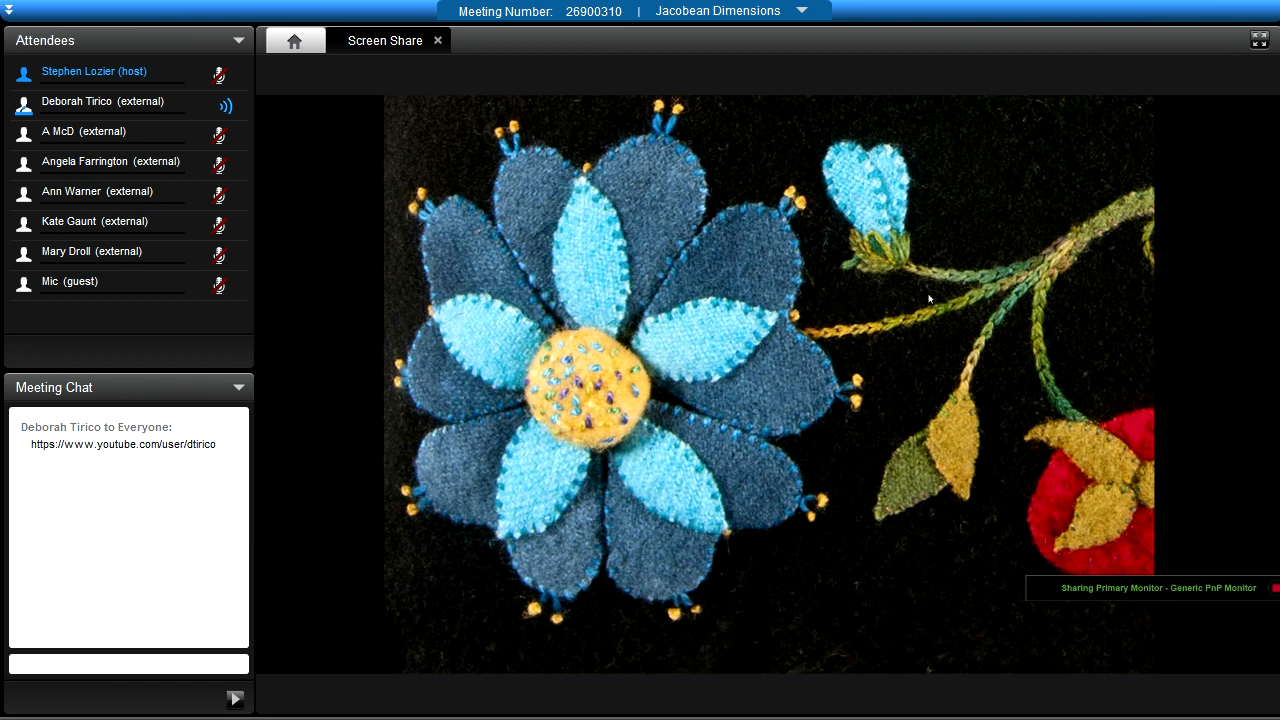 Meeting Number: 26900310 | Jacobean Dimensions
Attendees
Stephen Lozier (host)
Deborah Tirico (external)
A McD (external)
Angela Farrington (external)
Ann Warner (external)
Kate Gaunt (external)
Mary Droll (external)
Mic (guest)
Meeting Chat
Deborah Tirico to Everyone:
https://www.youtube.com/user/dtirico
Screen Share
Sharing Primary Monitor - Generic PnP Monitor